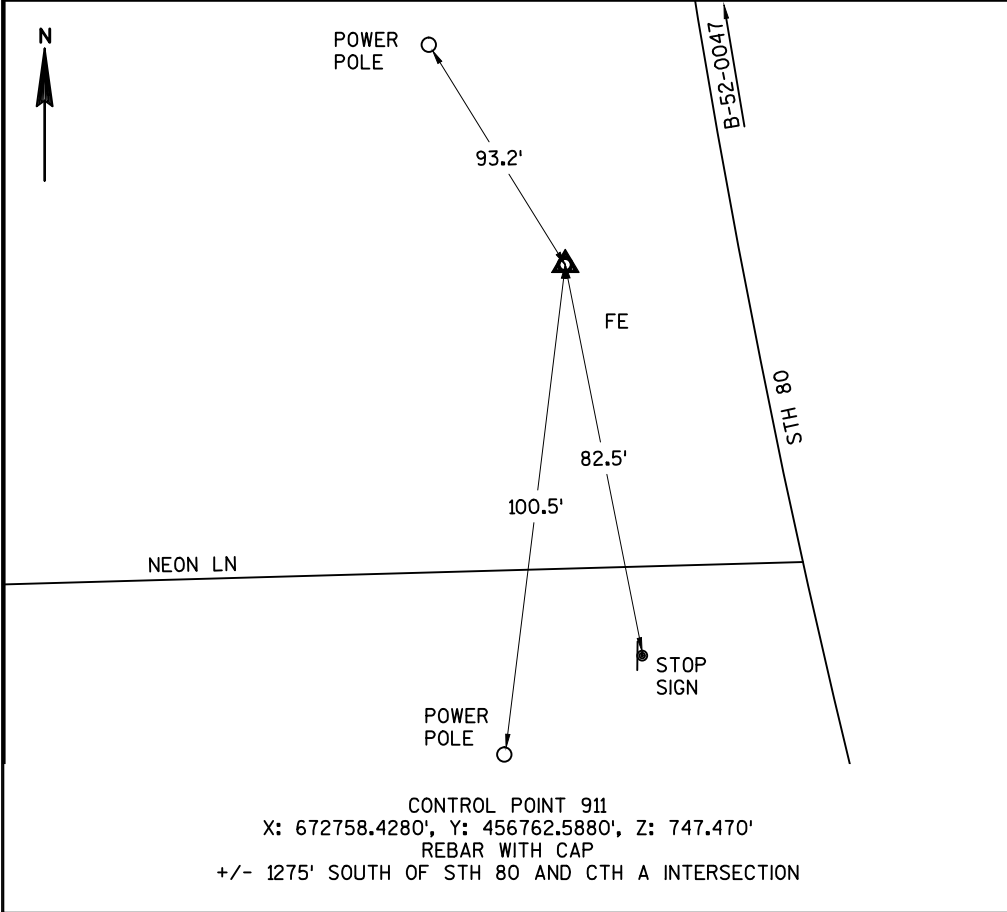 N
POWER
POLE
B-52-0047
93.2'
FE
STH 80
82.5'
100.5'
NEON LN
STOP
SIGN
POWER
POLE
CONTROL POINT 911
X: 672758.4280', Y: 456762.5880', Z: 747.470'
REBAR WITH CAP
+/- 1275' SOUTH OF STH 80 AND CTH A INTERSECTION